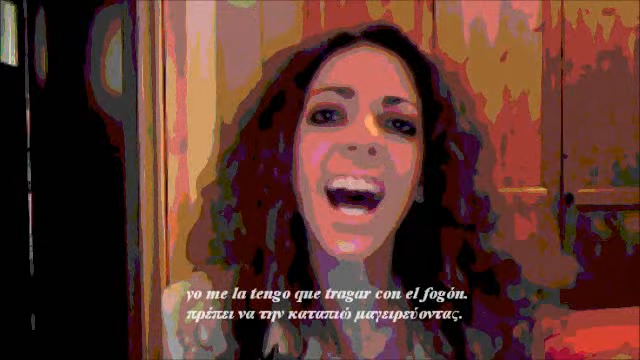 yo me la tengo que tragar con el fogón.
πρέπει να την καταπιώ μαγειρεύοντας.